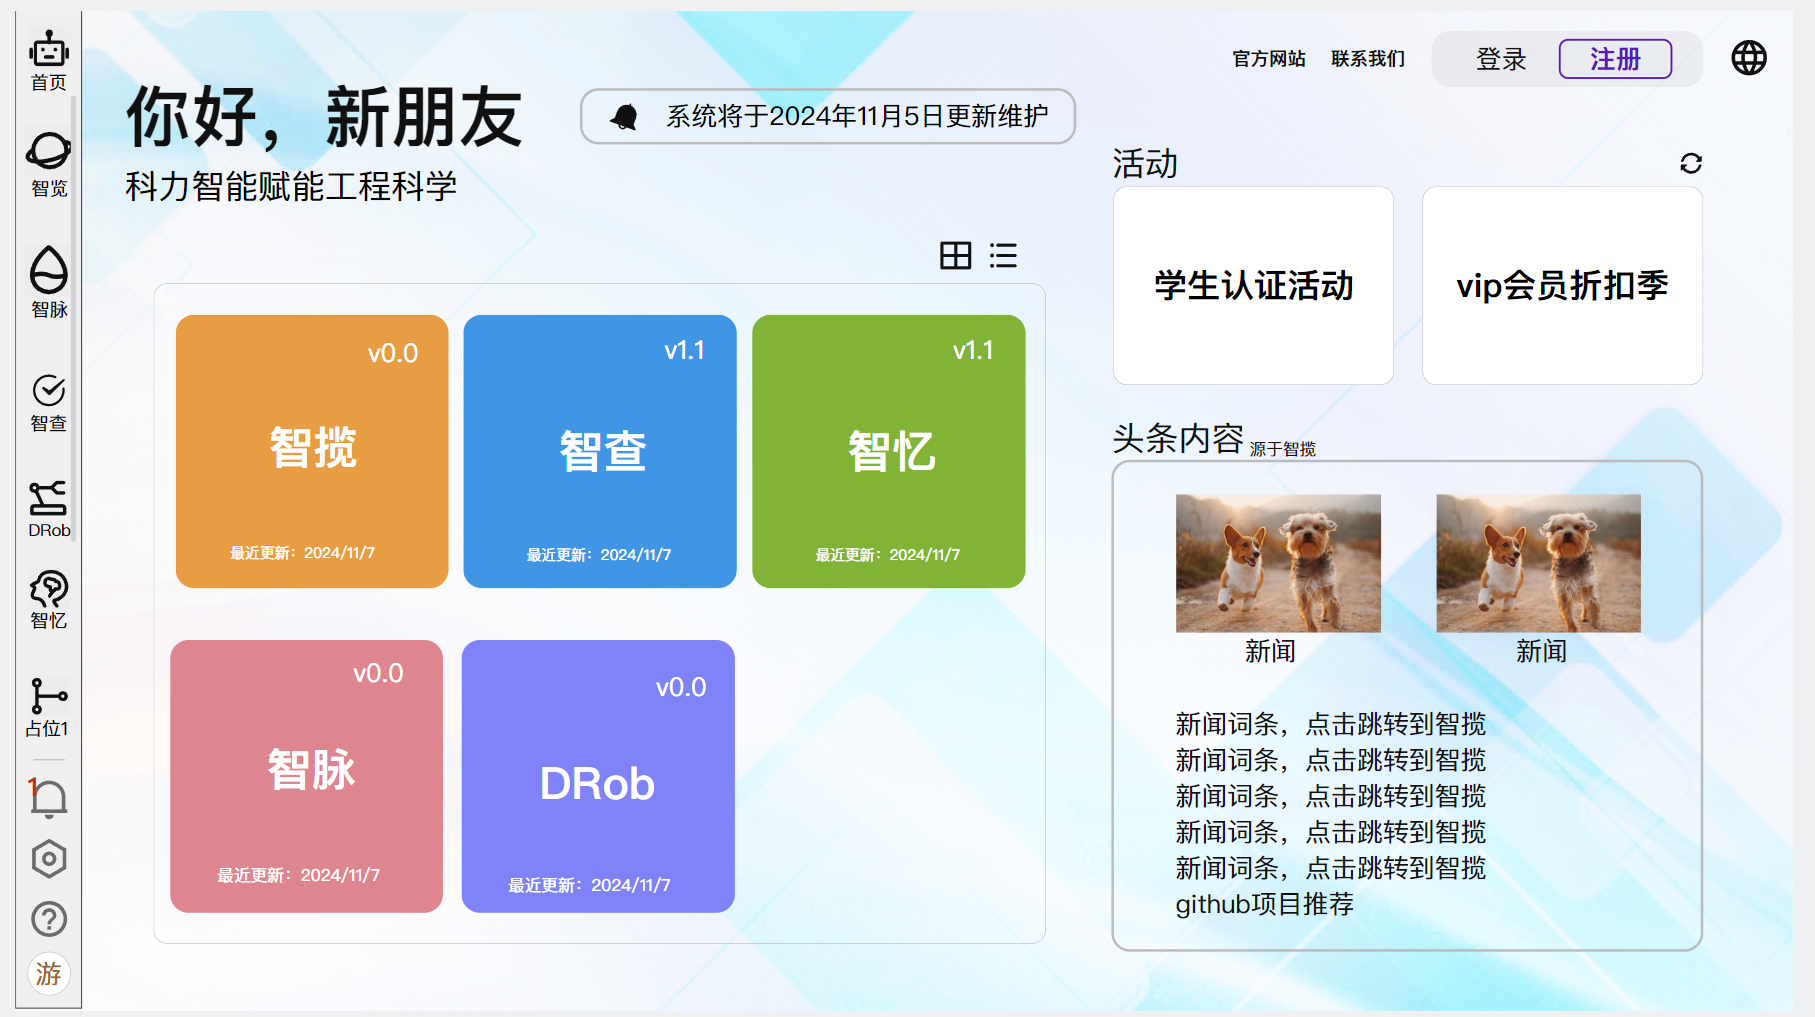 首页
智览
智脉
智查
DRob
智忆
占位1
1
游
官方网站
联系我们
登录
注册
你好，新朋友
科力智能赋能工程科学
系统将于2024年11月5日更新维护
v0.0
智揽
最近更新：2024/11/7
v1.1
智查
最近更新：2024/11/7
v1.1
智忆
最近更新：2024/11/7
v0.0
智脉
最近更新：2024/11/7
v0.0
DRob
最近更新：2024/11/7
活动
学生认证活动
vip会员折扣季
头条内容 源于智揽
新闻
新闻
新闻词条，点击跳转到智揽
新闻词条，点击跳转到智揽
新闻词条，点击跳转到智揽
新闻词条，点击跳转到智揽
新闻词条，点击跳转到智揽
github项目推荐